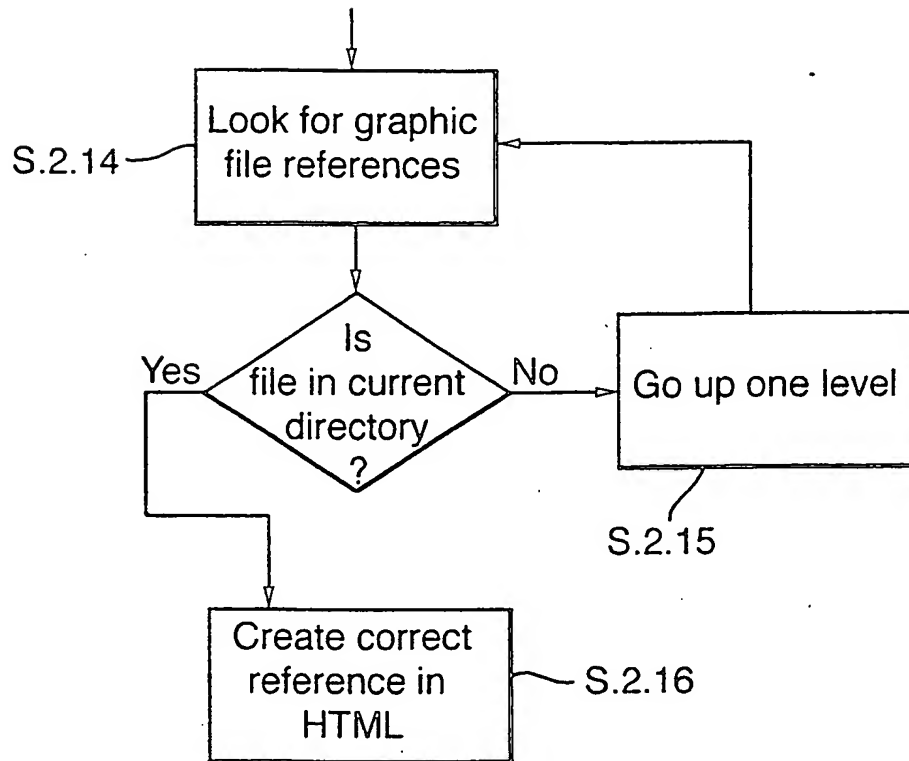 Look for graphic
file references
S.2.14
Is
file in current
directory
?
Yes
No
Go up one level
S.2.15
Create correct
reference in
HTML
S.2.16